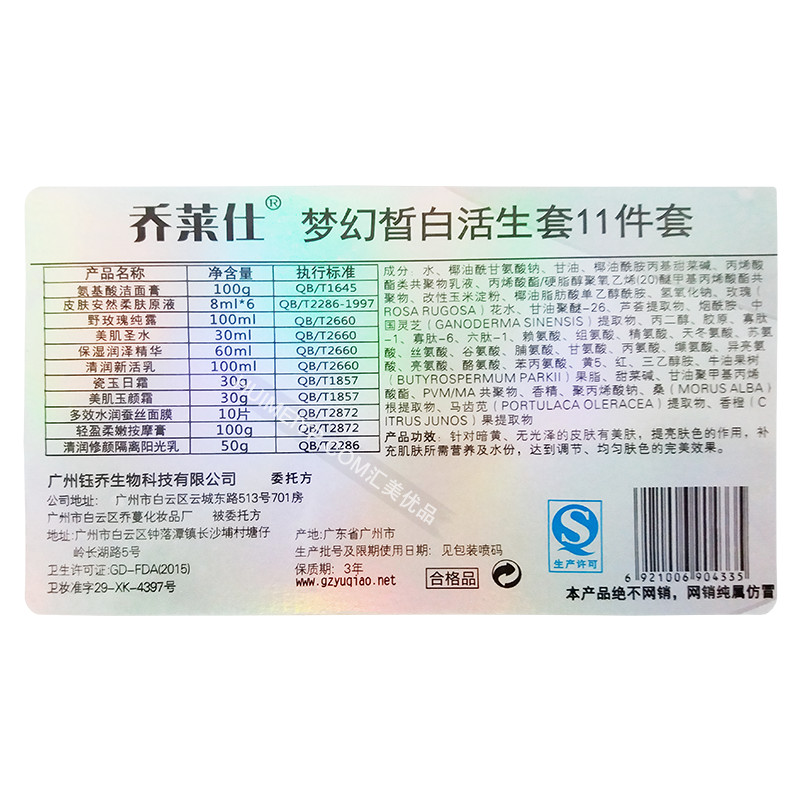 乔莱仕® 梦幻皙白活生套11件套
产品名称 净含量 执行标准
氨基酸洁面膏 100g QB/T1645
皮肤安然柔肤原液 8ml*6 QB/T2286-1997
野玫瑰纯露 100ml QB/T2660
美肌圣水 30ml QB/T2660
保湿润泽精华 60ml QB/T2660
清润新活乳 100ml QB/T2660
瓷玉日霜 30g QB/T1857
美肌玉颜霜 30g QB/T1857
多效水润蚕丝面膜 10片 QB/T2872
轻盈柔嫩按摩膏 100g QB/T2872
清润修颜隔离阳光乳 50g QB/T2286
成分：水、椰油酰甘氨酸钠、甘油、椰油酰胺丙基甜菜碱、丙烯酸
酯类共聚物乳液、丙烯酸酯/硬脂醇聚氧乙烯(20)醚甲基丙烯酸酯共
聚物、改性玉米淀粉、椰油脂肪酸单乙醇酰胺、氢氧化钠、玫瑰(
ROSA RUGOSA) 花水、甘油聚醚-26、芦荟提取物、烟酰胺、中
国灵芝 (GANODERMA SINENSIS) 提取物、丙二醇、胶原、寡肽
-1、寡肽-6、六肽-1、赖氨酸、组氨酸、精氨酸、天冬氨酸、苏氨
酸、丝氨酸、谷氨酸、脯氨酸、甘氨酸、丙氨酸、缬氨酸、异亮氨
酸、亮氨酸、酪氨酸、苯丙氨酸、黄5、红、三乙醇胺、牛油果树
(BUTYROSPERMUM PARKII) 果脂、甜菜碱、甘油聚甲基丙烯
酸酯、PVM/MA 共聚物、香精、聚丙烯酸钠、桑 (MORUS ALBA)
根提取物、马齿苋 (PORTULACA OLERACEA) 提取物、香橙 (C
ITRUS JUNOS) 果提取物
产品功效：针对暗黄、无光泽的皮肤有美肤，提亮肤色的作用，补
充肌肤所需营养及水份，达到调节、均匀肤色的完美效果。
广州钰乔生物科技有限公司 委托方
公司地址：广州市白云区云城东路513号701房
广州市白云区乔蔓化妆品厂 被委托方
地址:广州市白云区钟落潭镇长沙埔村塘仔
岭长湖路5号
卫生许可证:GD-FDA(2015)
卫妆准字29-XK-4397号
产地:广东省广州市
生产批号及限期使用日期：见包装喷码
保质期：3年
www.gzyuqiao.net
合格品
生产许可
6 921006 904335
本产品绝不网销，网销纯属仿冒
HUIMEIYP.COM汇美优品